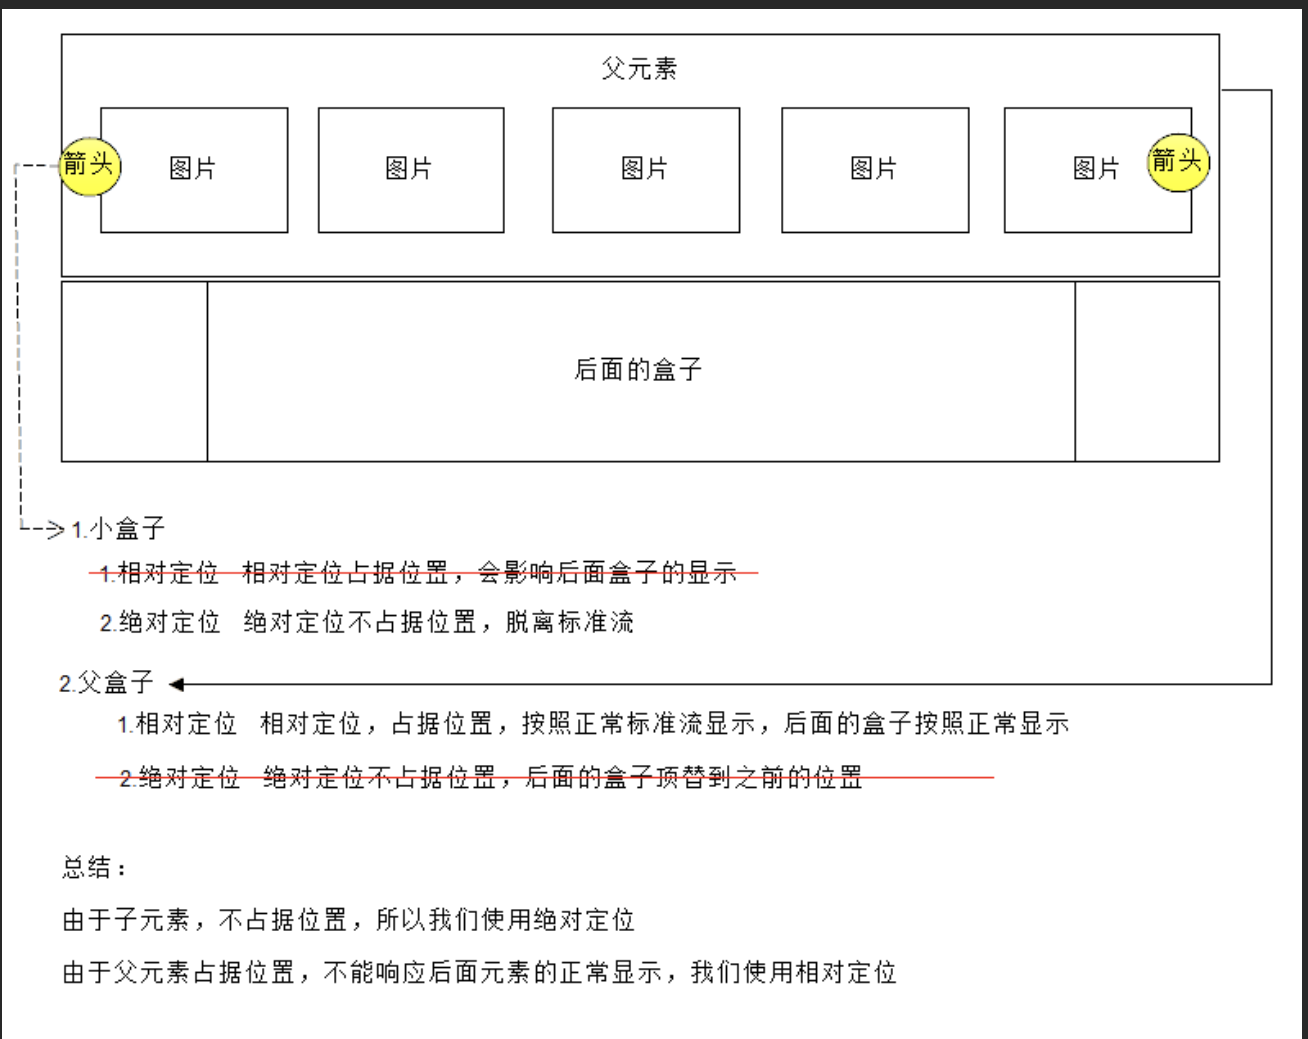 父元素
箭头
图片
图片
图片
图片
图片
箭头
后面的盒子
1.小盒子
1.相对定位 相对定位占据位置，会影响后面盒子的显示
2.绝对定位 绝对定位不占据位置，脱离标准流
2.父盒子
1.相对定位 相对定位，占据位置，按照正常标准流显示，后面的盒子按照正常显示
2.绝对定位 绝对定位不占据位置，后面的盒子顶替到之前的位置
总结：
由于子元素，不占据位置，所以我们使用绝对定位
由于父元素占据位置，不能响应后面元素的正常显示，我们使用相对定位